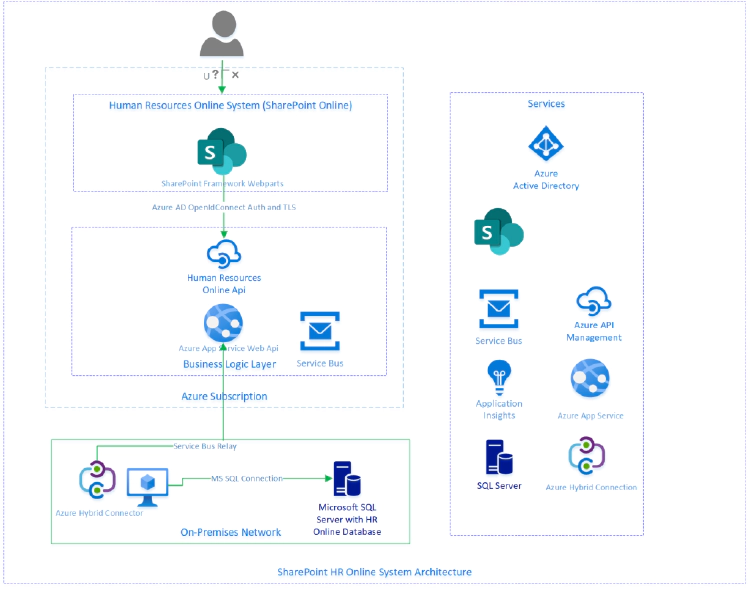 Human Resources Online System (SharePoint Online)
S
SharePoint Framework Webparts
Azure AD OpenIdConnect Auth and TLS
Human Resources
Online Api
Azure App Service Web Api
Service Bus
Business Logic Layer
Azure Subscription
Service Bus Relay
MS SQL Connection
Azure Hybrid Connector
Microsoft SQL
Server with HR
Online Database
On-Premises Network
Services
Azure
Active Directory
S
Service Bus
Azure API
Management
Application
Insights
Azure App Service
SQL Server
Azure Hybrid Connection
SharePoint HR Online System Architecture